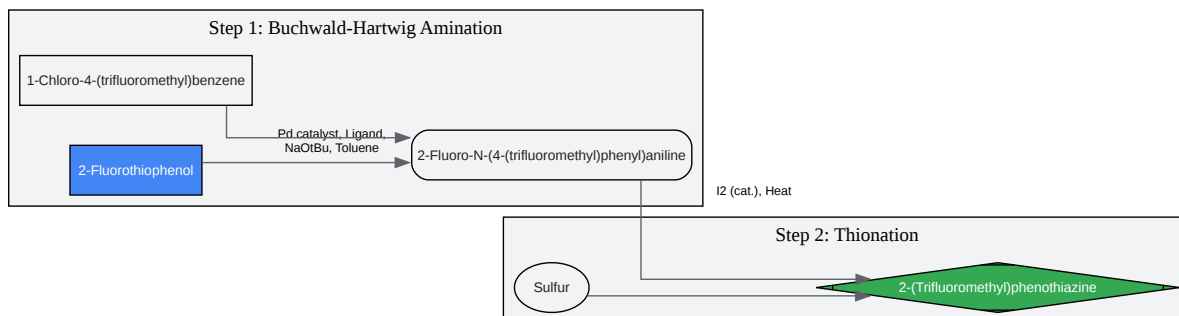 Step 1: Buchwald-Hartwig Amination
1-Chloro-4-(trifluoromethyl)benzene
Pd catalyst, Ligand,
NaOtBu, Toluene
2-Fluorothiophenol
2-Fluoro-N-(4-(trifluoromethyl)phenyl)aniline
I2 (cat.), Heat
Step 2: Thionation
Sulfur
2-(Trifluoromethyl)phenothiazine